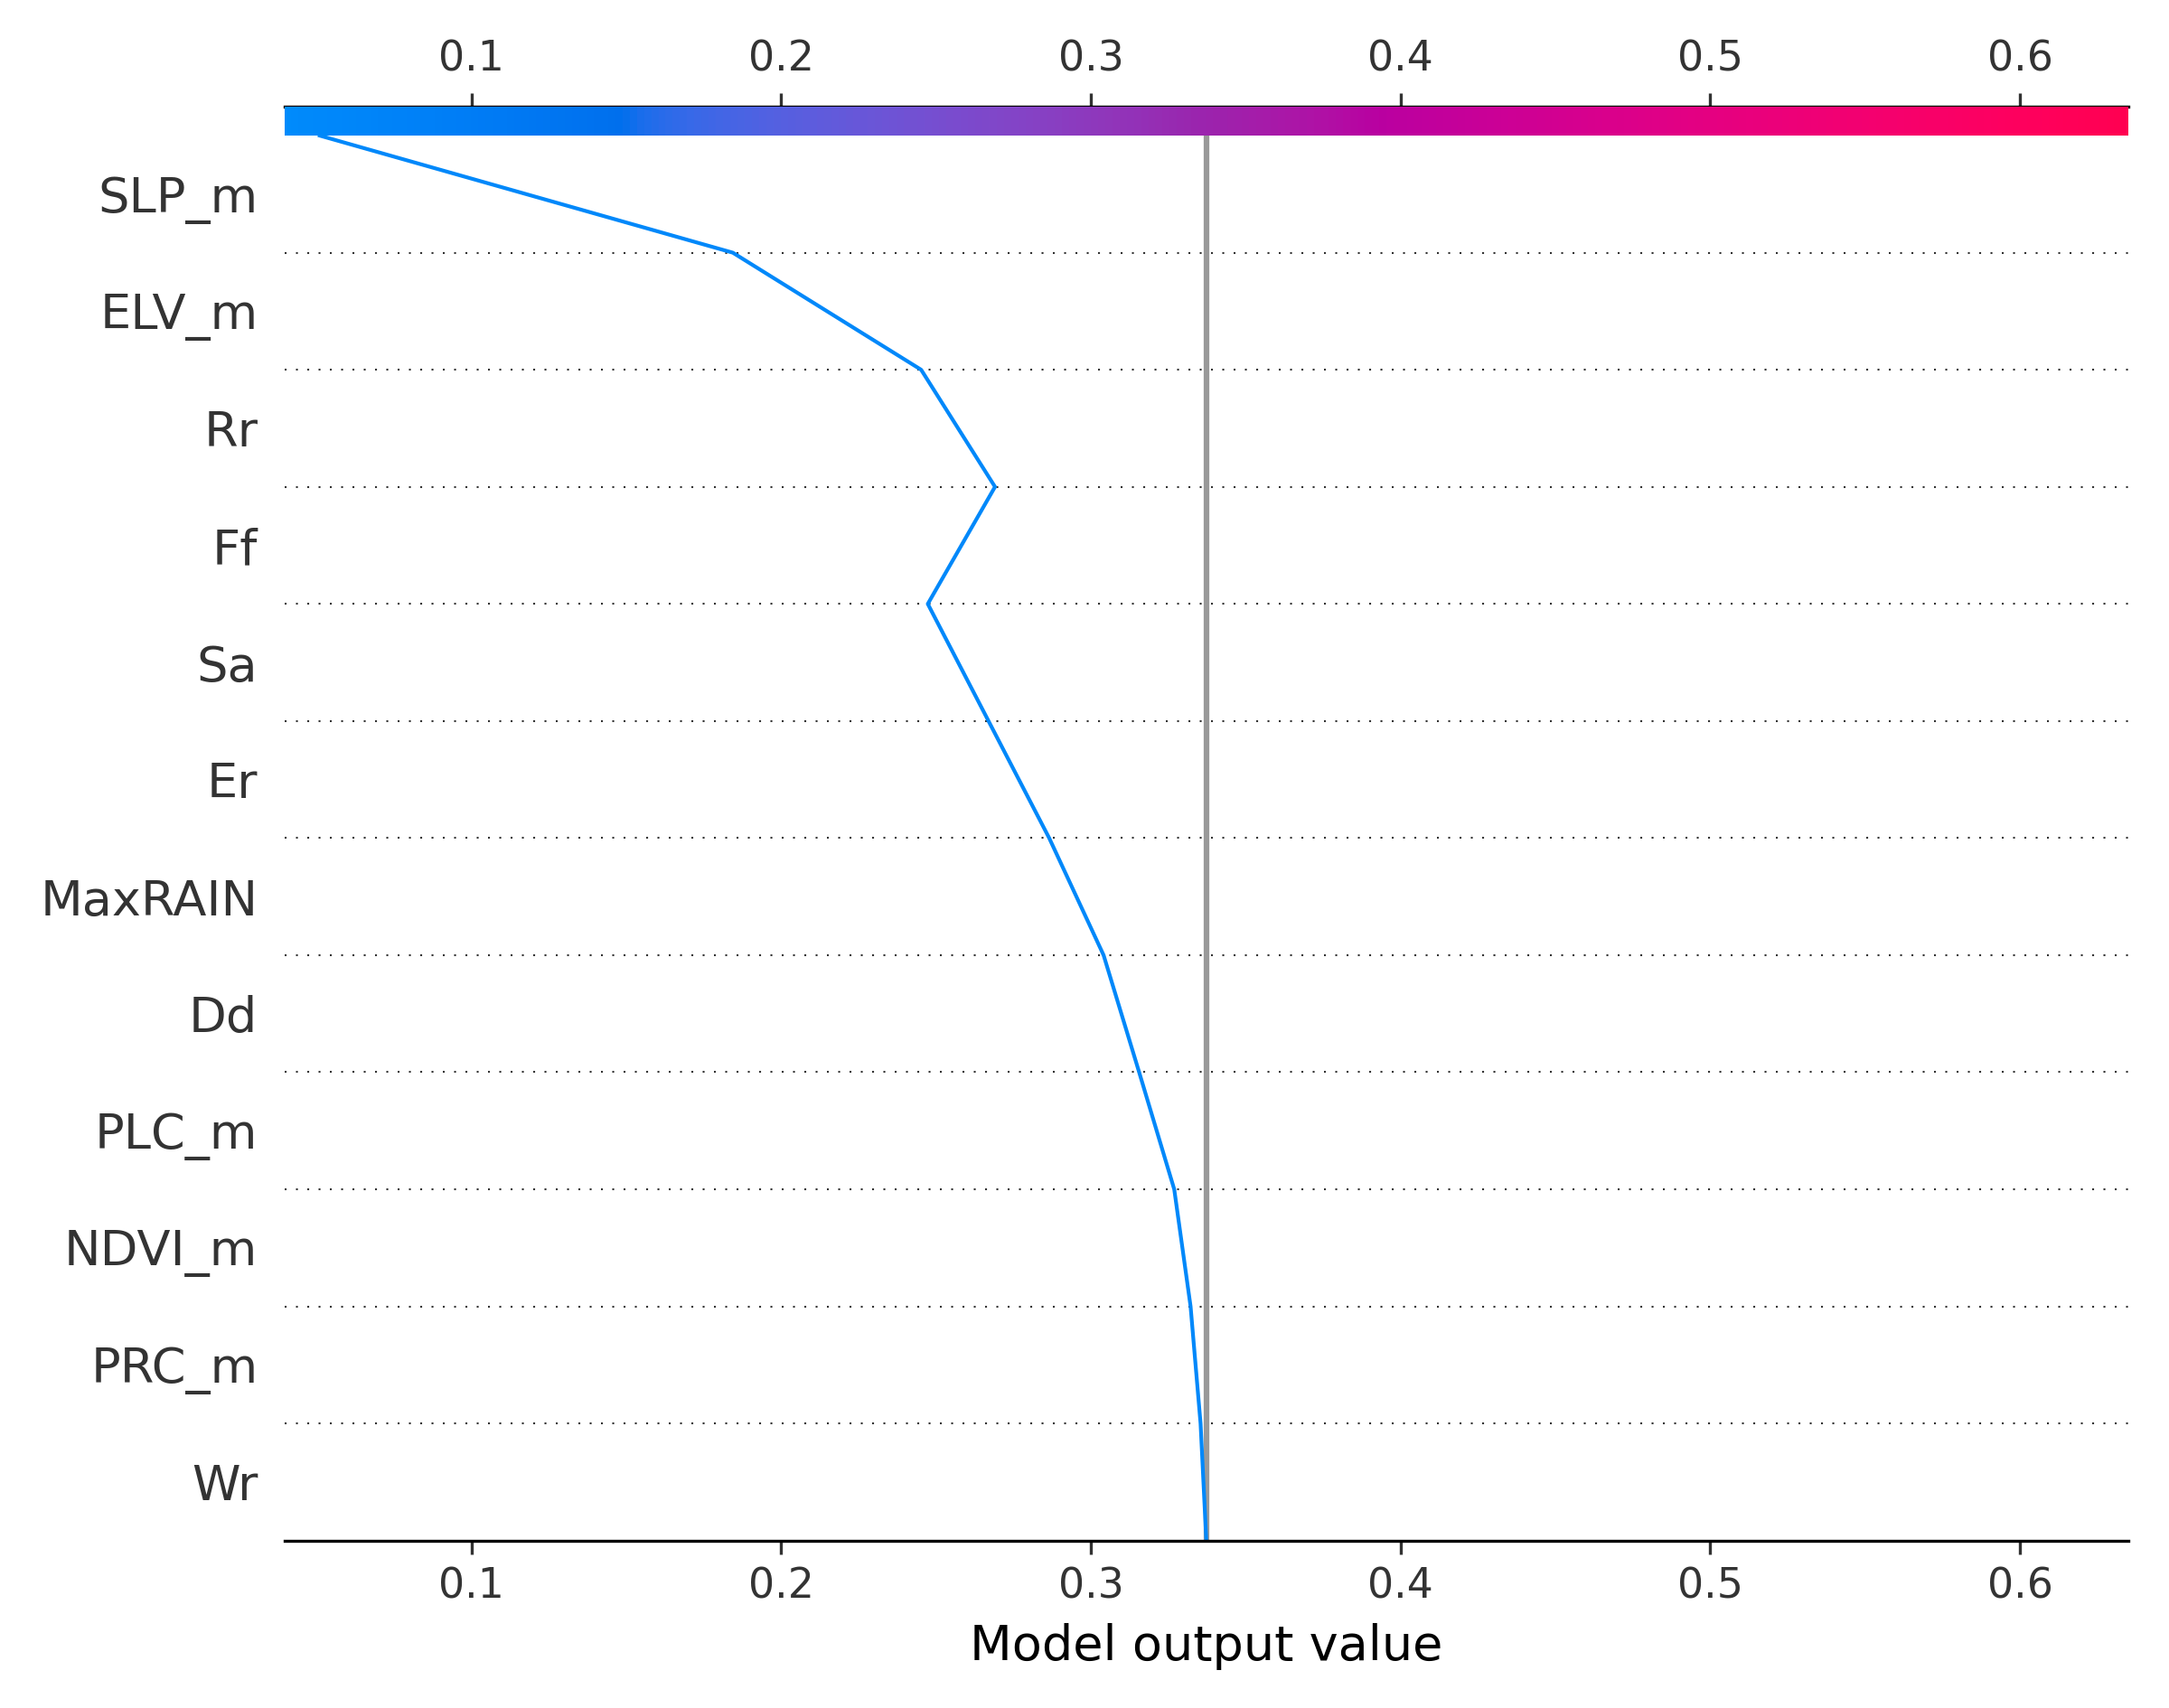 0.1 0.2 0.3 0.4 0.5 0.6
SLP_m
ELV_m
Rr
Ff
Sa
Er
MaxRAIN
Dd
PLC_m
NDVI_m
PRC_m
Wr
0.1 0.2 0.3 0.4 0.5 0.6
Model output value